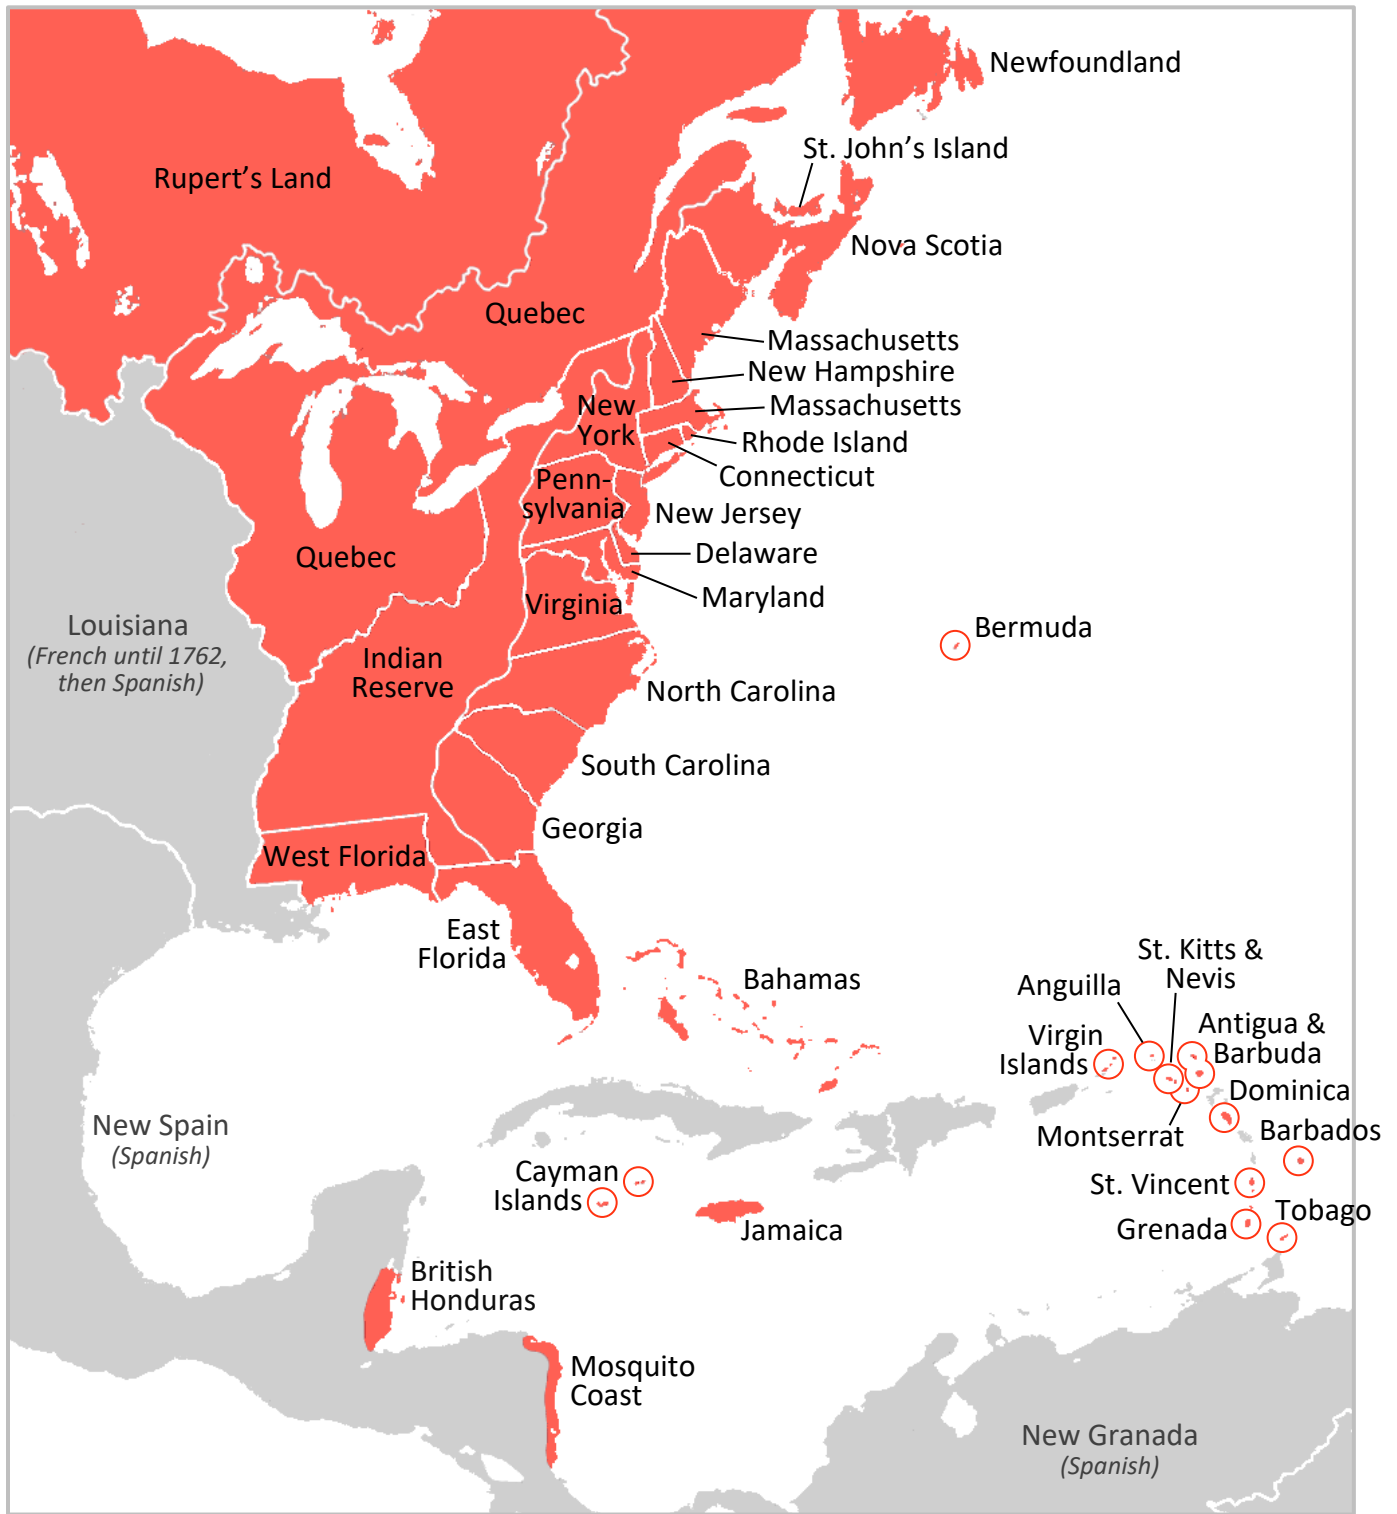 Newfoundland
St. John’s Island
Rupert’s Land
Nova Scotia
Quebec
Massachusetts
New Hampshire
Massachusetts
New
York
Rhode Island
Connecticut
Penn-
sylvania
New Jersey
Quebec
Delaware
Maryland
Virginia
Louisiana
(French until 1762,
then Spanish)
Bermuda
Indian
Reserve
North Carolina
South Carolina
Georgia
West Florida
East
Florida
Bahamas
St. Kitts &
Nevis
Anguilla
Virgin
Islands
Antigua &
Barbuda
Dominica
New Spain
(Spanish)
Montserrat
Barbados
Cayman
Islands
St. Vincent
Jamaica
Grenada
Tobago
British
Honduras
Mosquito
Coast
New Granada
(Spanish)